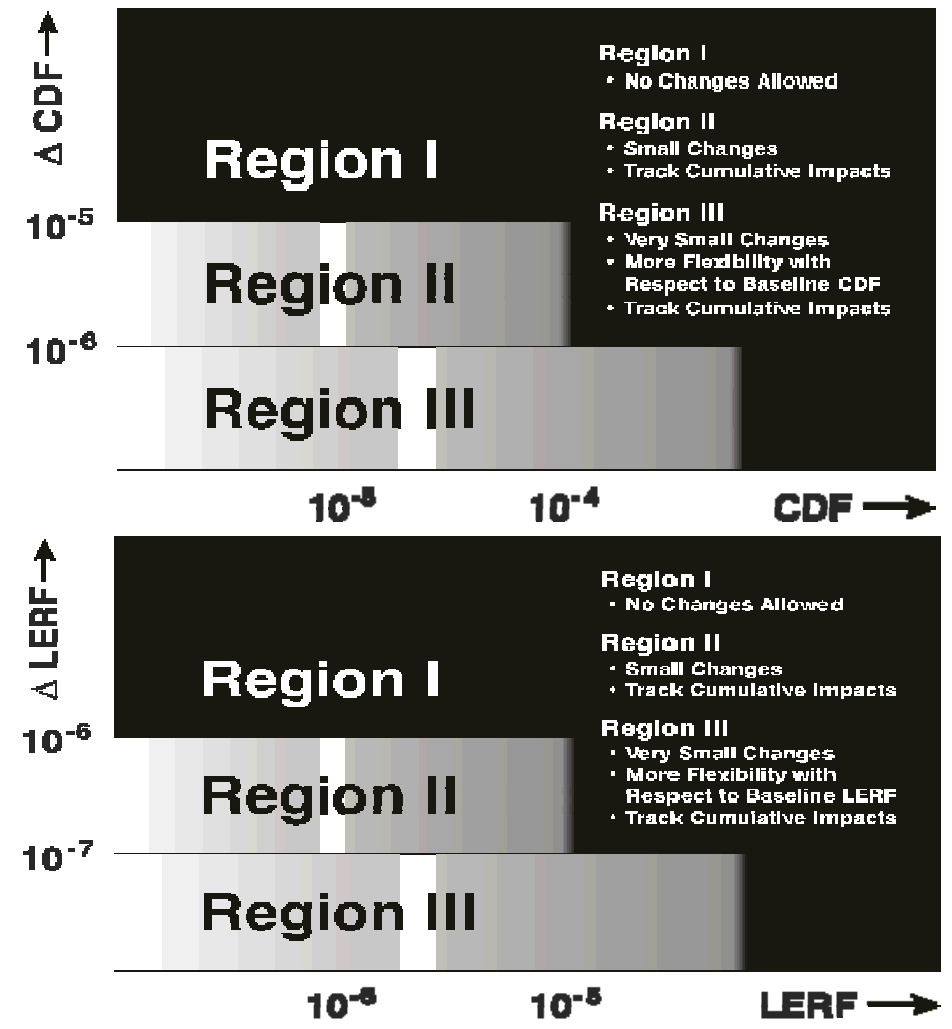 Δ CDF →
Region I
• No Changes Allowed
Region II
• Small Changes
• Track Cumulative Impacts
Region III
• Very Small Changes
• More Flexibility with
Respect to Baseline CDF
• Track Cumulative Impacts
Region I
10⁻⁵
Region II
10⁻⁶
Region III
10⁻⁵
10⁻⁴
CDF →
Δ LERF →
Region I
• No Changes Allowed
Region II
• Small Changes
• Track Cumulative Impacts
Region III
• Very Small Changes
• More Flexibility with
Respect to Baseline LERF
• Track Cumulative Impacts
Region I
10⁻⁶
Region II
10⁻⁷
Region III
10⁻⁶
10⁻⁵
LERF →